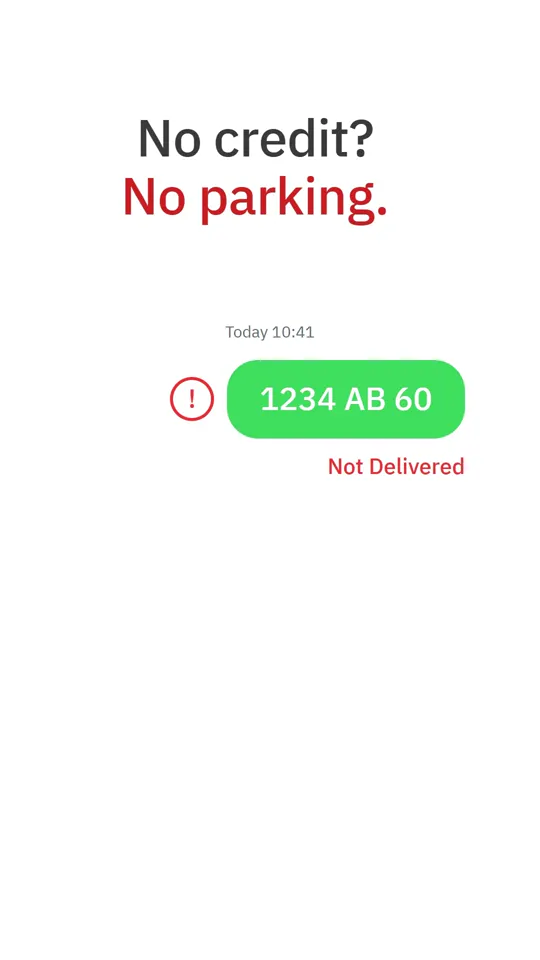 No credit?
No parking.
Today 10:41
! 1234 AB 60
Not Delivered